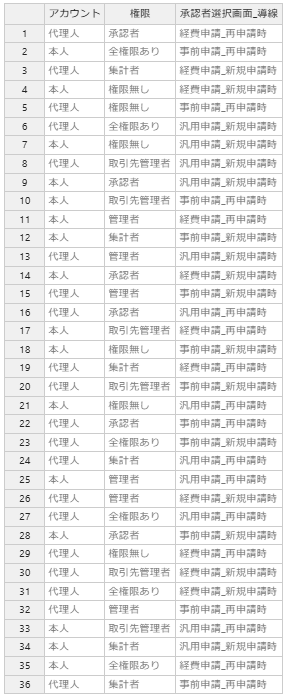 アカウント 権限 承認者選択画面_導線
1 代理人 承認者 経費申請_再申請時
2 本人 全権限あり 事前申請_再申請時
3 代理人 集計者 経費申請_新規申請時
4 本人 権限無し 経費申請_新規申請時
5 代理人 権限無し 事前申請_再申請時
6 代理人 全権限あり 汎用申請_新規申請時
7 本人 権限無し 汎用申請_新規申請時
8 代理人 取引先管理者 汎用申請_新規申請時
9 本人 承認者 汎用申請_新規申請時
10 本人 取引先管理者 事前申請_再申請時
11 本人 管理者 経費申請_再申請時
12 本人 集計者 事前申請_新規申請時
13 代理人 管理者 汎用申請_新規申請時
14 本人 承認者 経費申請_新規申請時
15 代理人 管理者 事前申請_新規申請時
16 代理人 承認者 汎用申請_再申請時
17 本人 取引先管理者 経費申請_再申請時
18 本人 権限無し 事前申請_新規申請時
19 代理人 集計者 経費申請_再申請時
20 代理人 取引先管理者 事前申請_新規申請時
21 本人 権限無し 汎用申請_再申請時
22 代理人 承認者 事前申請_再申請時
23 代理人 全権限あり 事前申請_新規申請時
24 代理人 集計者 汎用申請_再申請時
25 本人 管理者 汎用申請_再申請時
26 代理人 管理者 経費申請_新規申請時
27 代理人 全権限あり 汎用申請_再申請時
28 本人 承認者 事前申請_新規申請時
29 代理人 権限無し 経費申請_再申請時
30 代理人 取引先管理者 経費申請_新規申請時
31 代理人 全権限あり 経費申請_新規申請時
32 代理人 管理者 事前申請_再申請時
33 本人 取引先管理者 汎用申請_再申請時
34 本人 集計者 汎用申請_新規申請時
35 本人 全権限あり 経費申請_再申請時
36 代理人 集計者 事前申請_再申請時